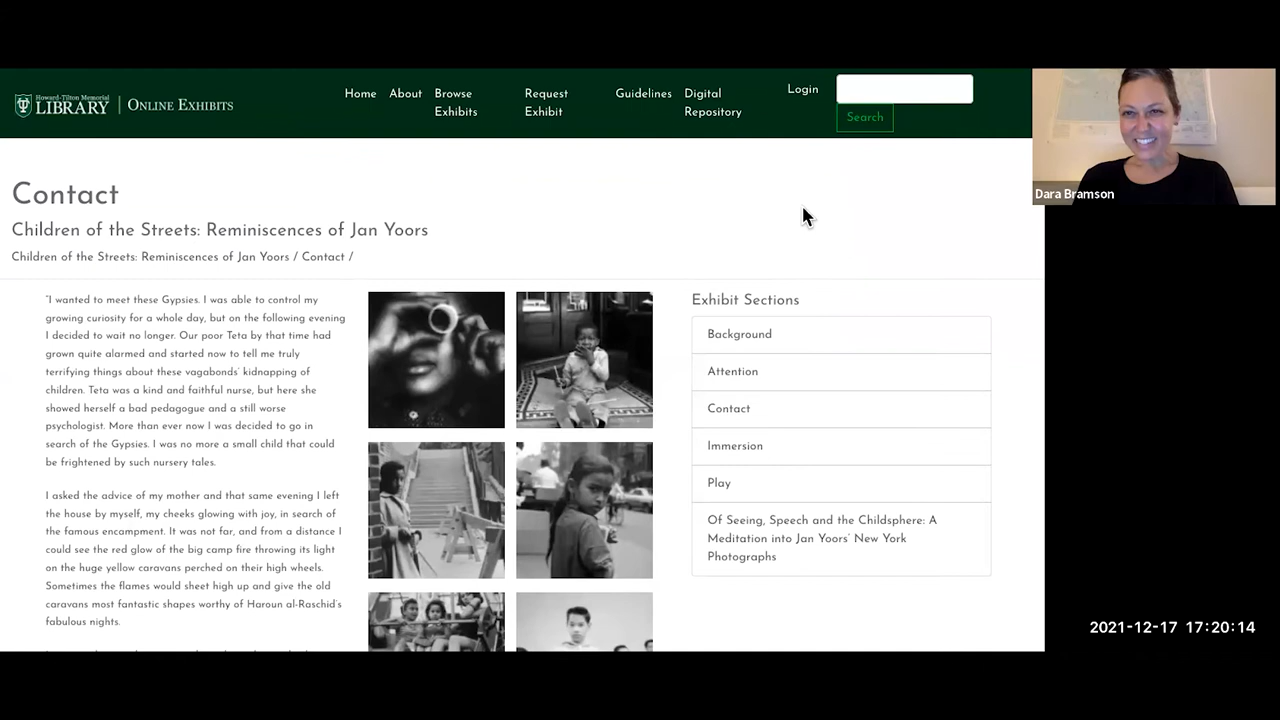 Howard-Tilton Memorial
LIBRARY | ONLINE EXHIBITS
Home
About
Browse
Exhibits
Request
Exhibit
Guidelines
Digital
Repository
Login
Search
Dara Bramson
Contact
Children of the Streets: Reminiscences of Jan Yoors
Children of the Streets: Reminiscences of Jan Yoors / Contact /
"I wanted to meet these Gypsies. I was able to control my
growing curiosity for a whole day, but on the following evening
I decided to wait no longer. Our poor Teta by that time had
grown quite alarmed and started now to tell me truly
terrifying things about these vagabonds' kidnapping of
children. Teta was a kind and faithful nurse, but here she
showed herself a bad pedagogue and a still worse
psychologist. More than ever now I was decided to go in
search of the Gypsies. I was no more a small child that could
be frightened by such nursery tales.
I asked the advice of my mother and that same evening I left
the house by myself, my cheeks glowing with joy, in search of
the famous encampment. It was not far, and from a distance I
could see the red glow of the big camp fire throwing its light
on the huge yellow caravans perched on their high wheels.
Sometimes the flames would sheet high up and give the old
caravans most fantastic shapes worthy of Haroun al-Raschid's
fabulous nights.
Exhibit Sections
Background
Attention
Contact
Immersion
Play
Of Seeing, Speech and the Childsphere: A
Meditation into Jan Yoors' New York
Photographs
2021-12-17 17:20:14